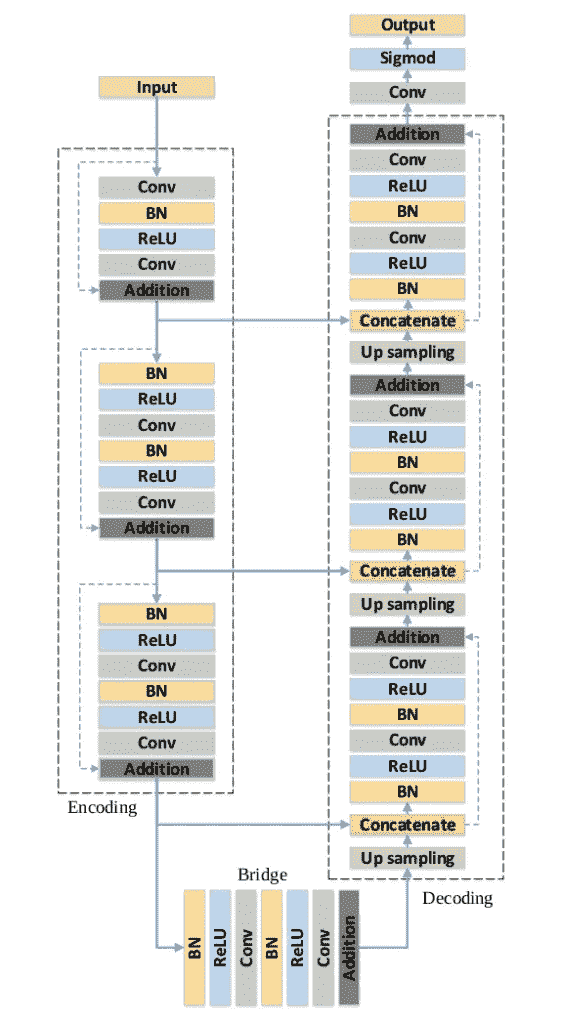 Input
Conv
BN
ReLU
Conv
Addition
BN
ReLU
Conv
BN
ReLU
Conv
Addition
BN
ReLU
Conv
BN
ReLU
Conv
Addition
Encoding
Bridge
BN
ReLU
Conv
BN
ReLU
Conv
Addition
Output
Sigmod
Conv
Addition
Conv
ReLU
BN
Conv
ReLU
BN
Concatenate
Up sampling
Addition
Conv
ReLU
BN
Conv
ReLU
BN
Concatenate
Up sampling
Addition
Conv
ReLU
BN
Conv
ReLU
BN
Concatenate
Up sampling
Decoding